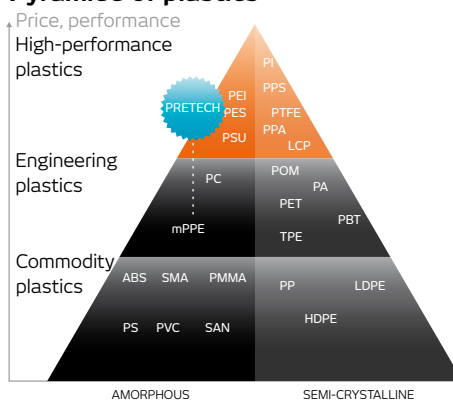 Pyramide of plastics
Price, performance
High-performance
plastics
PI
PPS
PEI
PRETECH
PES
PTFE
PPA
PSU
LCP
Engineering
plastics
POM
PC
PA
PET
PBT
mPPE
TPE
Commodity
plastics
ABS SMA PMMA
PP LDPE
HDPE
PS PVC SAN
AMORPHOUS SEMI-CRYSTALLINE